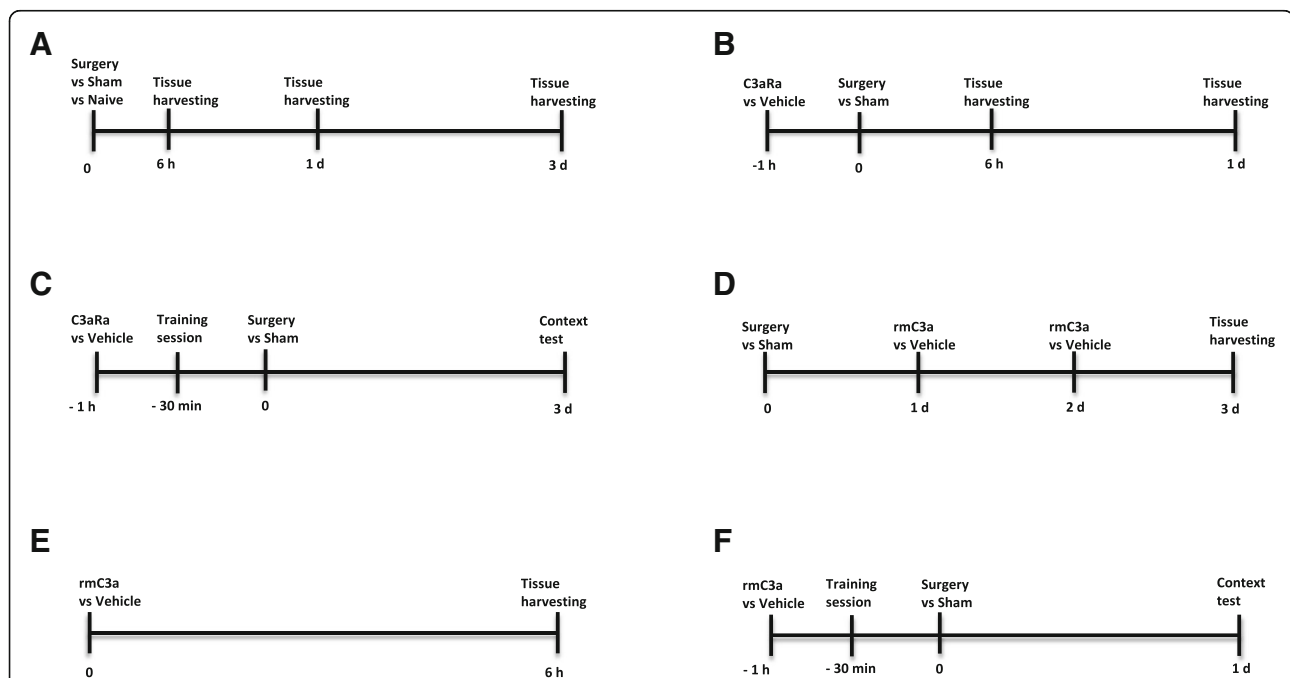 A
Surgery
vs Sham
vs Naive
Tissue
harvesting
Tissue
harvesting
Tissue
harvesting
0
6 h
1 d
3 d
B
C3aRa
vs Vehicle
Surgery
vs Sham
Tissue
harvesting
Tissue
harvesting
-1 h
0
6 h
1 d
C
C3aRa
vs Vehicle
Training
session
Surgery
vs Sham
Context
test
- 1 h
- 30 min
0
3 d
D
Surgery
vs Sham
rmC3a
vs Vehicle
rmC3a
vs Vehicle
Tissue
harvesting
0
1 d
2 d
3 d
E
rmC3a
vs Vehicle
Tissue
harvesting
0
6 h
F
rmC3a
vs Vehicle
Training
session
Surgery
vs Sham
Context
test
- 1 h
- 30 min
0
1 d